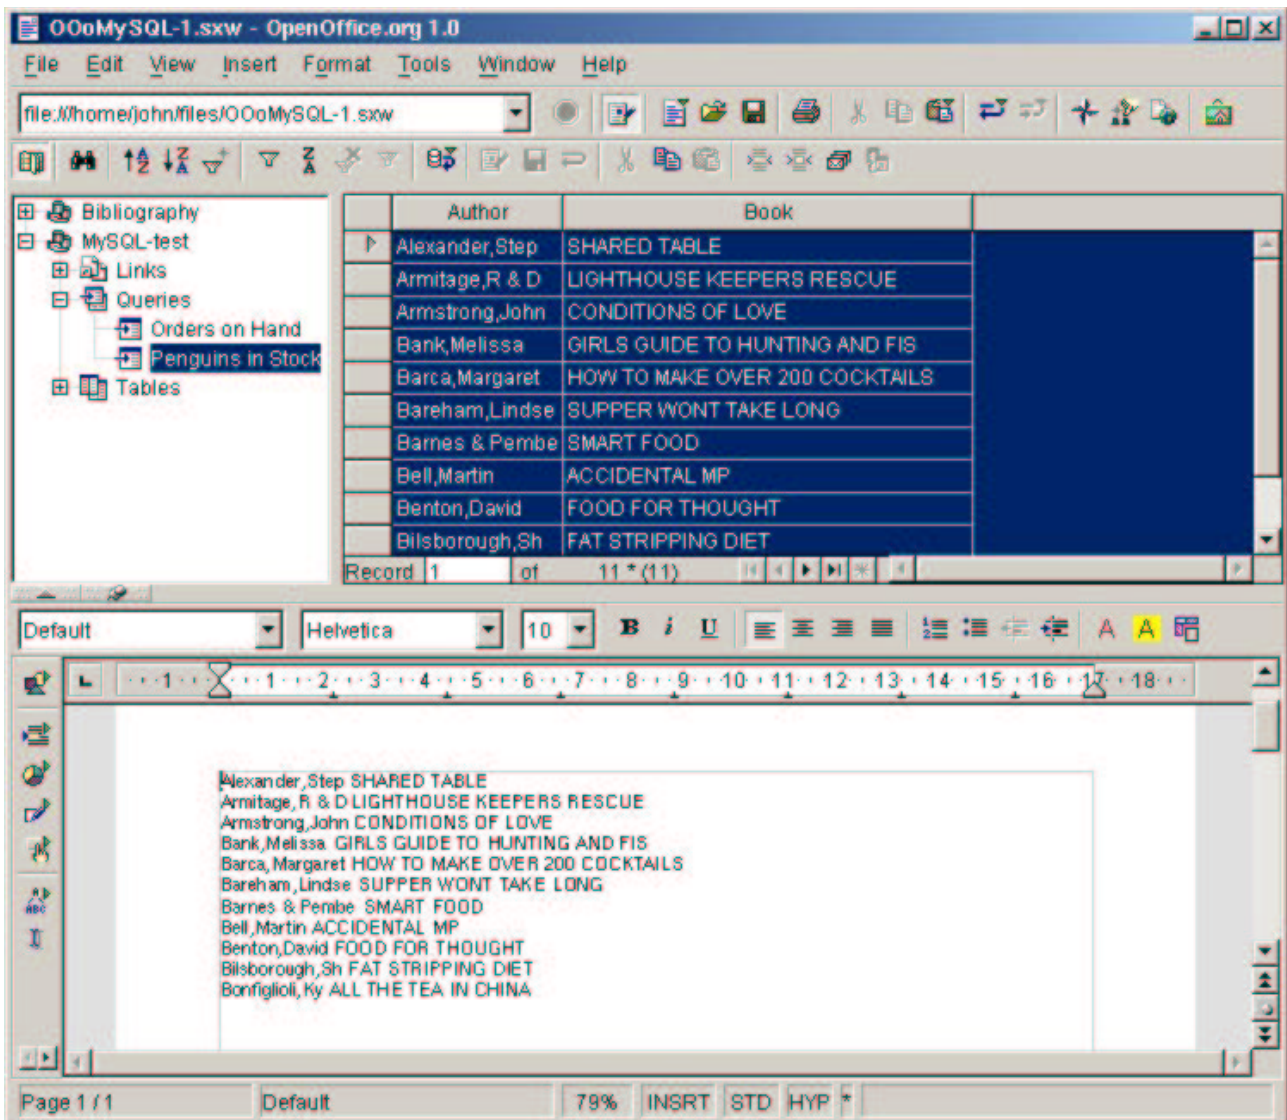 OOoMySQL-1.sxw - OpenOffice.org 1.0
File Edit View Insert Format Tools Window Help
file:///home/john/files/OOoMySQL-1.sxw
Bibliography
MySQL-test
Links
Queries
Orders on Hand
Penguins in Stock
Tables
Author Book
Alexander,Step SHARED TABLE
Armitage,R & D LIGHTHOUSE KEEPERS RESCUE
Armstrong,John CONDITIONS OF LOVE
Bank,Melissa GIRLS GUIDE TO HUNTING AND FIS
Barca,Margaret HOW TO MAKE OVER 200 COCKTAILS
Bareham,Lindse SUPPER WONT TAKE LONG
Barnes & Pembe SMART FOOD
Bell,Martin ACCIDENTAL MP
Benton,David FOOD FOR THOUGHT
Bilsborough,Sh FAT STRIPPING DIET
Record 1 of 11 * (11)
Default Helvetica 10 B i U A A
1 1 2 3 4 5 6 7 8 9 10 11 12 13 14 15 16 17 18
Alexander,Step SHARED TABLE
Armitage,R & D LIGHTHOUSE KEEPERS RESCUE
Armstrong,John CONDITIONS OF LOVE
Bank,Melissa GIRLS GUIDE TO HUNTING AND FIS
Barca,Margaret HOW TO MAKE OVER 200 COCKTAILS
Bareham,Lindse SUPPER WONT TAKE LONG
Barnes & Pembe SMART FOOD
Bell,Martin ACCIDENTAL MP
Benton,David FOOD FOR THOUGHT
Bilsborough,Sh FAT STRIPPING DIET
Bonfiglioli,Ky ALL THE TEA IN CHINA
Page 1 / 1 Default 79% INSRT STD HYP *